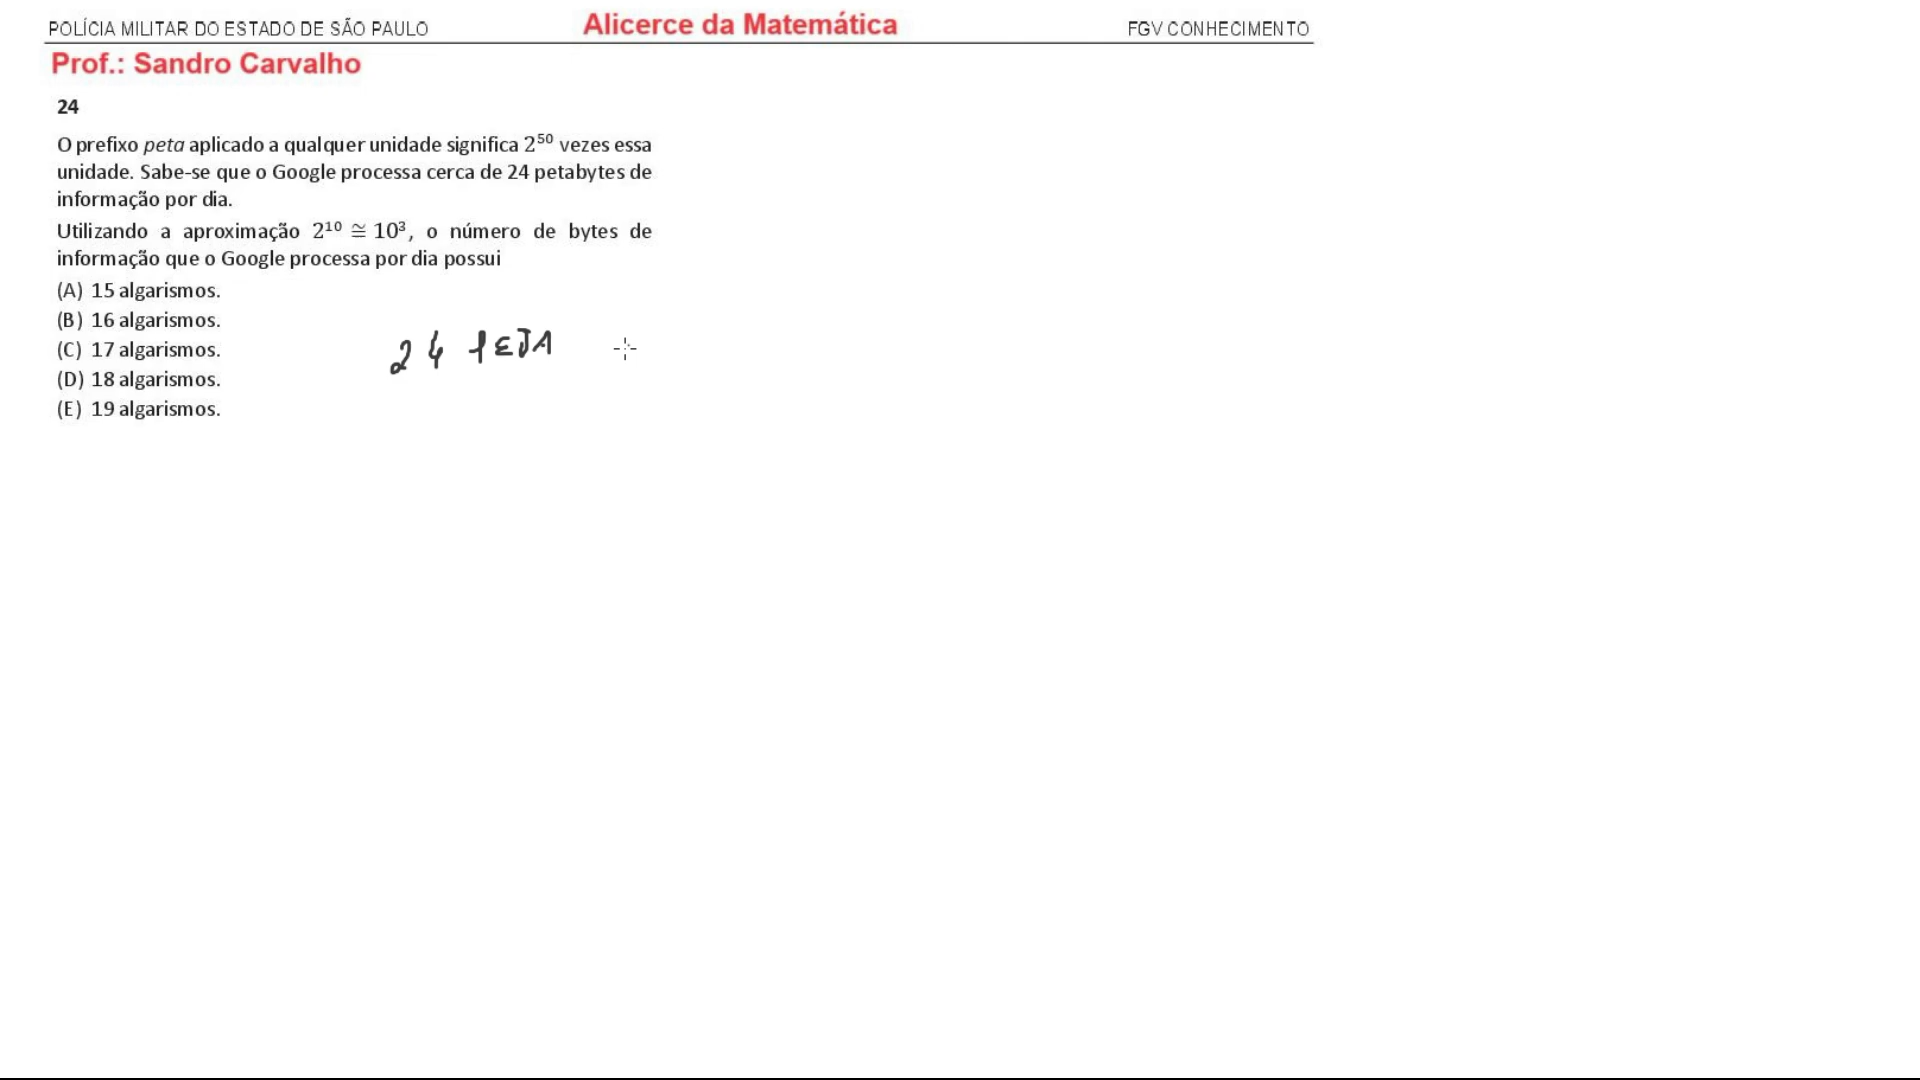 POLÍCIA MILITAR DO ESTADO DE SÃO PAULO Alicerce da Matemática FGV CONHECIMENTO
Prof.: Sandro Carvalho
24
O prefixo peta aplicado a qualquer unidade significa 2⁵⁰ vezes essa
unidade. Sabe-se que o Google processa cerca de 24 petabytes de
informação por dia.
Utilizando a aproximação 2¹⁰ ≅ 10³, o número de bytes de
informação que o Google processa por dia possui
(A) 15 algarismos.
(B) 16 algarismos.
(C) 17 algarismos.
(D) 18 algarismos.
(E) 19 algarismos.
24 PETA